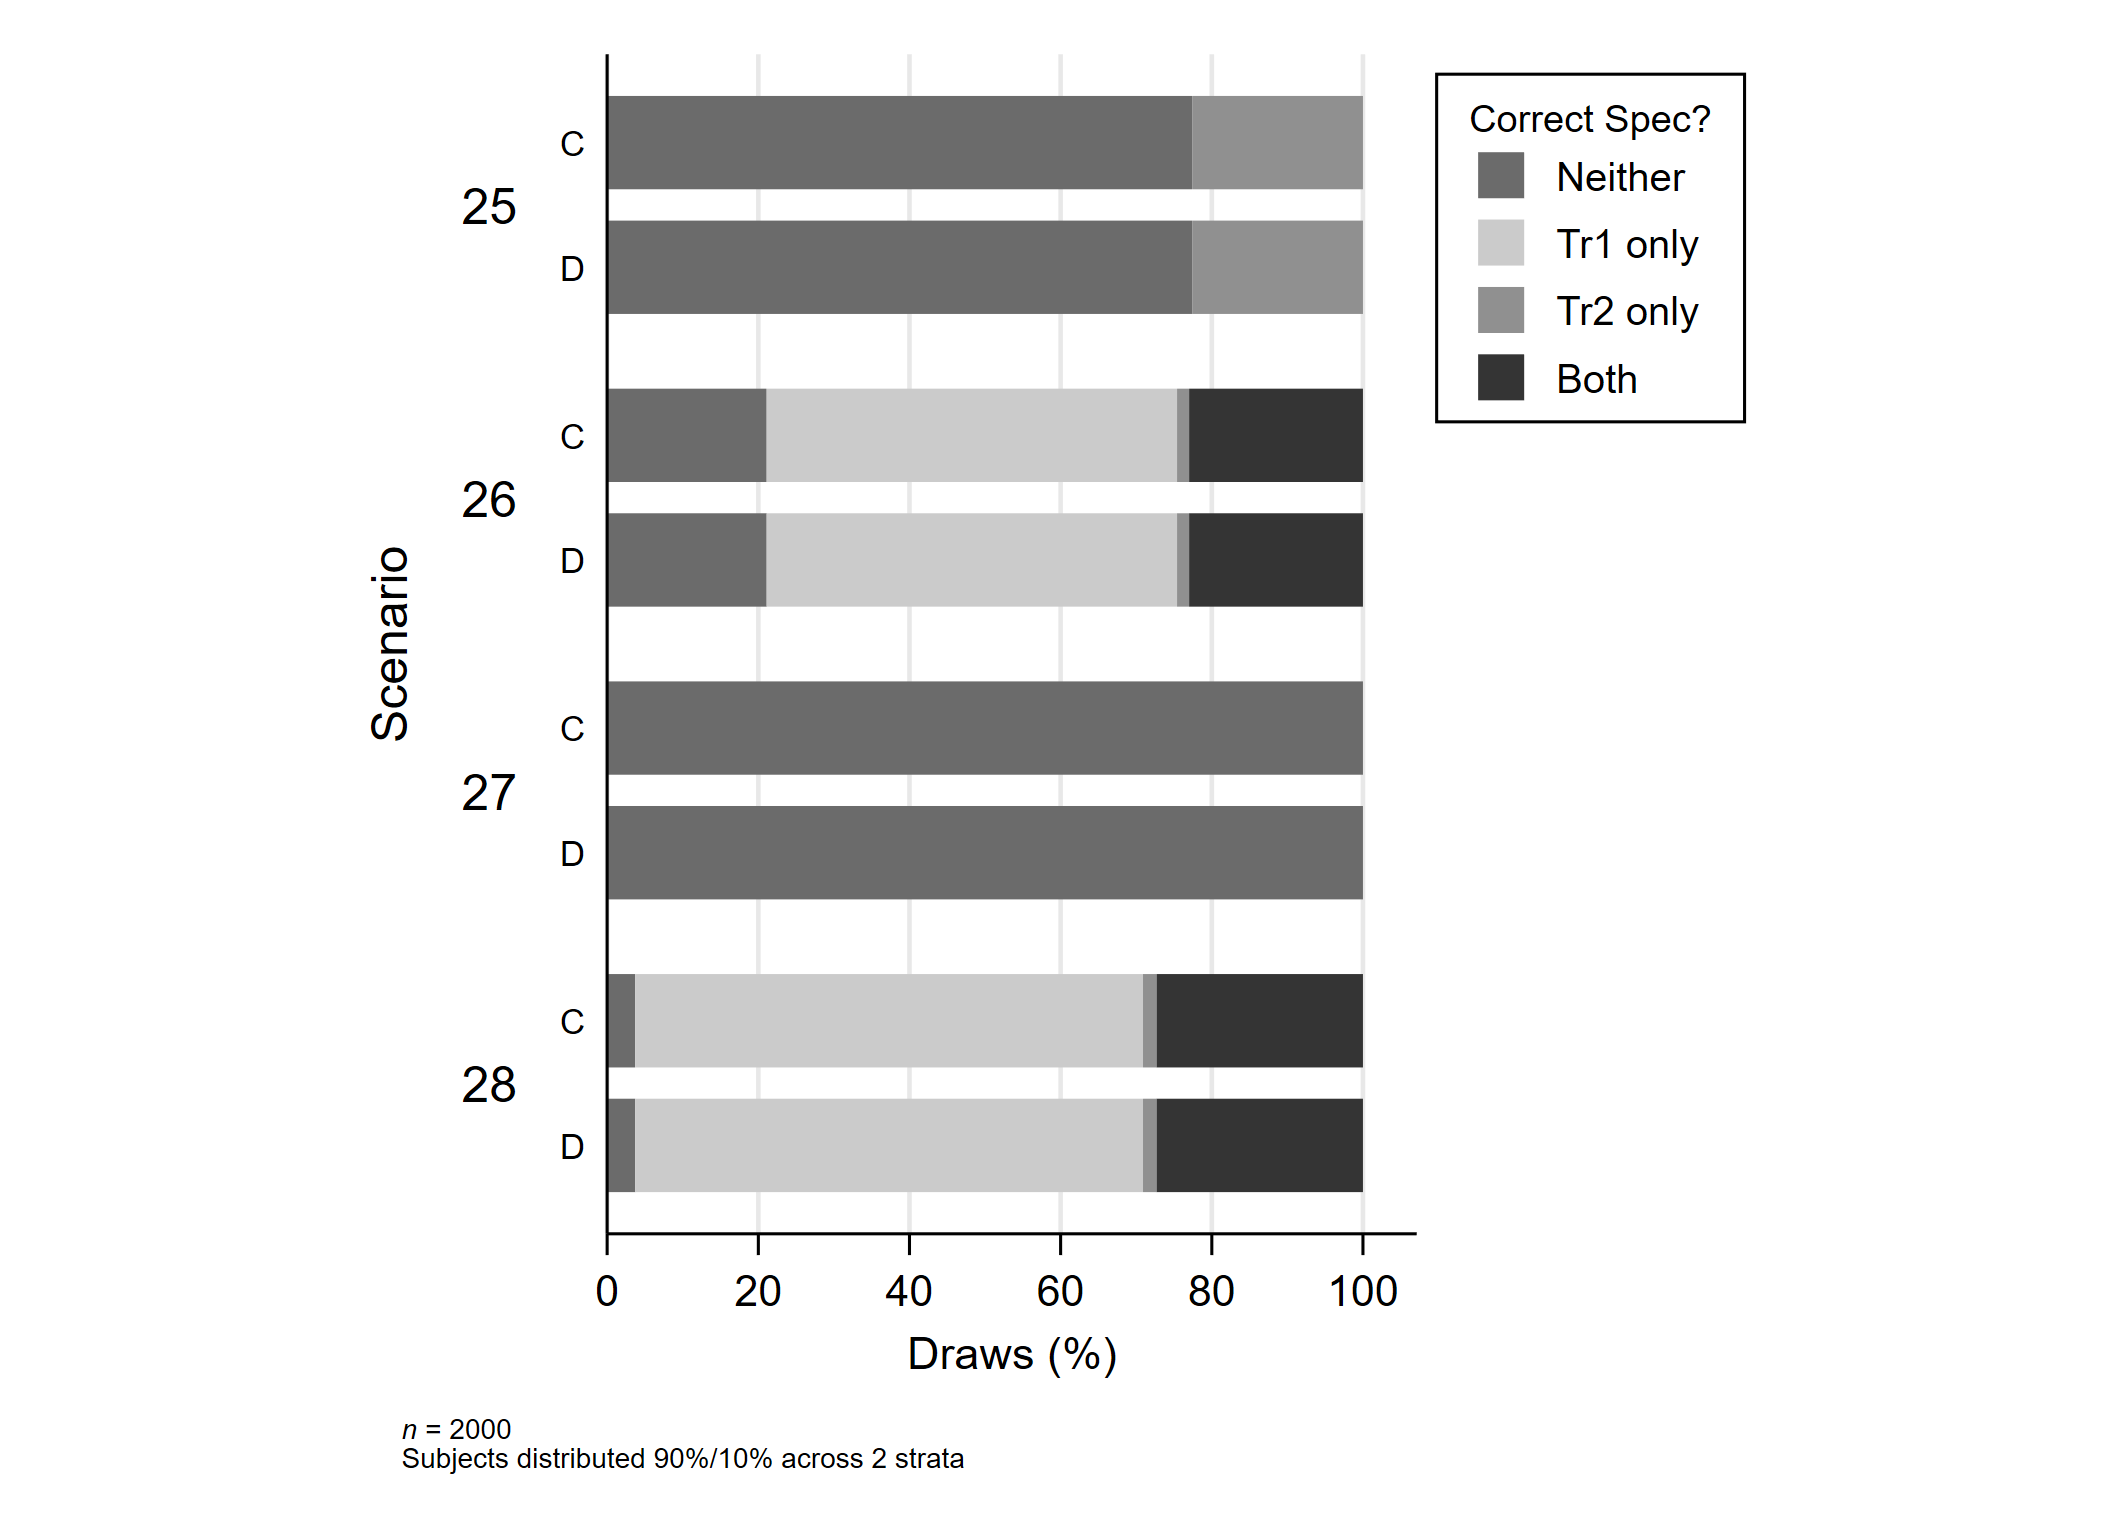 Correct Spec?
Neither
Tr1 only
Tr2 only
Both
Scenario
25
C
D
26
C
D
27
C
D
28
C
D
0 20 40 60 80 100
Draws (%)
n = 2000
Subjects distributed 90%/10% across 2 strata